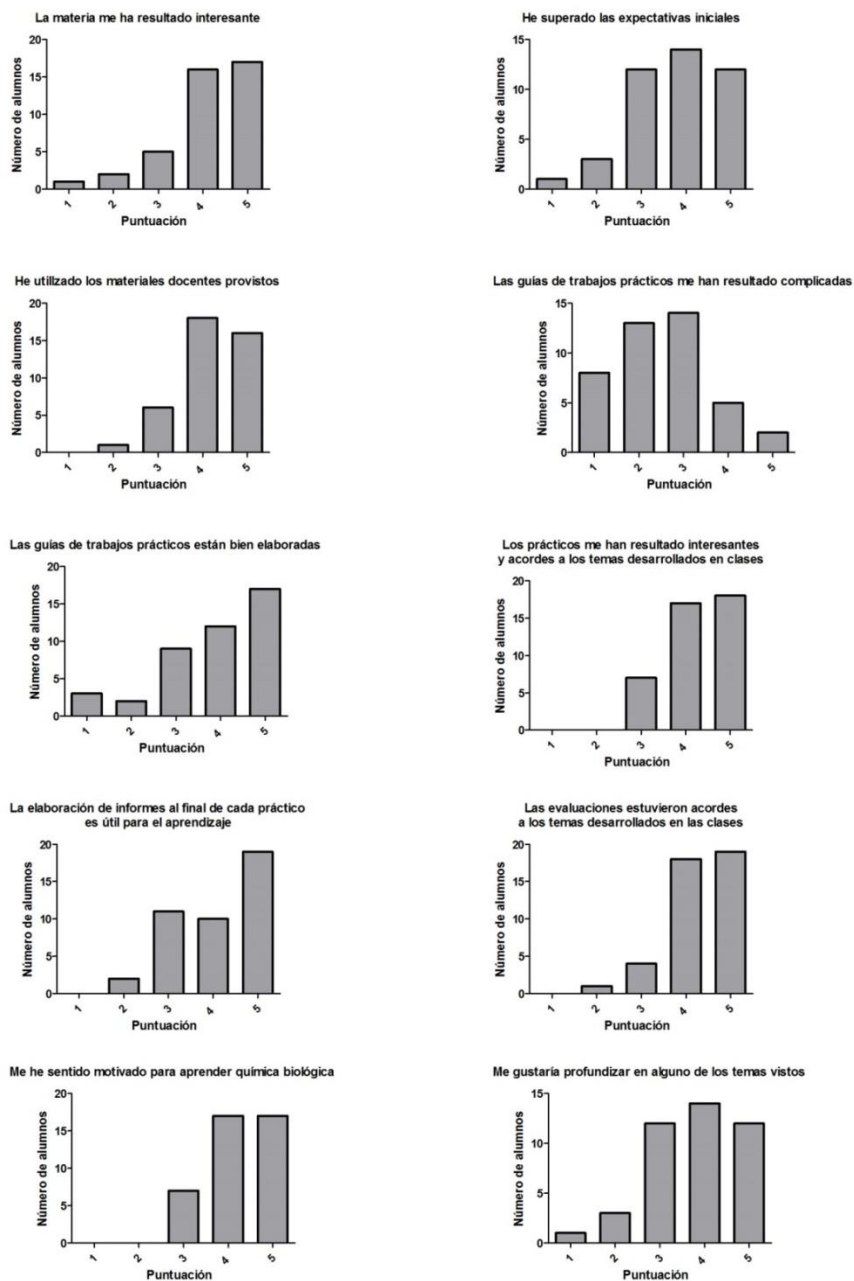 La materia me ha resultado interesante
Número de alumnos
20
15
10
5
0
1 2 3 4 5
Puntuación
He superado las expectativas iniciales
Número de alumnos
15
10
5
0
1 2 3 4 5
Puntuación
He utilizado los materiales docentes provistos
Número de alumnos
20
15
10
5
0
1 2 3 4 5
Puntuación
Las guías de trabajos prácticos me han resultado complicadas
Número de alumnos
15
10
5
0
1 2 3 4 5
Puntuación
Las guías de trabajos prácticos están bien elaboradas
Número de alumnos
20
15
10
5
0
1 2 3 4 5
Puntuación
Los prácticos me han resultado interesantes
y acordes a los temas desarrollados en clases
Número de alumnos
20
15
10
5
0
1 2 3 4 5
Puntuación
La elaboración de informes al final de cada práctico
es útil para el aprendizaje
Número de alumnos
20
15
10
5
0
1 2 3 4 5
Puntuación
Las evaluaciones estuvieron acordes
a los temas desarrollados en las clases
Número de alumnos
20
15
10
5
0
1 2 3 4 5
Puntuación
Me he sentido motivado para aprender química biológica
Número de alumnos
20
15
10
5
0
1 2 3 4 5
Puntuación
Me gustaría profundizar en alguno de los temas vistos
Número de alumnos
15
10
5
0
1 2 3 4 5
Puntuación